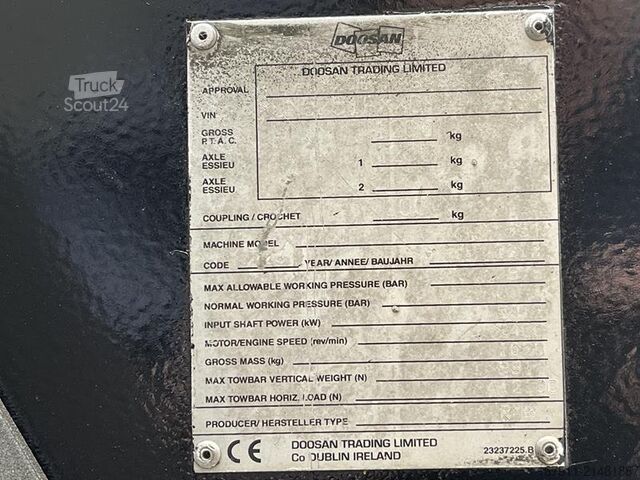 Truck
Scout24
DOOSAN
DOOSAN TRADING LIMITED
APPROVAL
VIN
GROSS kg
P.T.A.C.
AXLE 1 kg
ESSIEU
AXLE 2 kg
ESSIEU
COUPLING / CROCHET kg
MACHINE MODEL
CODE YEAR/ ANNEE/ BAUJAHR
MAX ALLOWABLE WORKING PRESSURE (BAR)
NORMAL WORKING PRESSURE (BAR)
INPUT SHAFT POWER (kW)
MOTOR/ENGINE SPEED (rev/min)
GROSS MASS (kg)
MAX TOWBAR VERTICAL WEIGHT (N)
MAX TOWBAR HORIZ. LOAD (N)
PRODUCER/ HERSTELLER TYPE
CE DOOSAN TRADING LIMITED 23237225.B
Co DUBLIN IRELAND